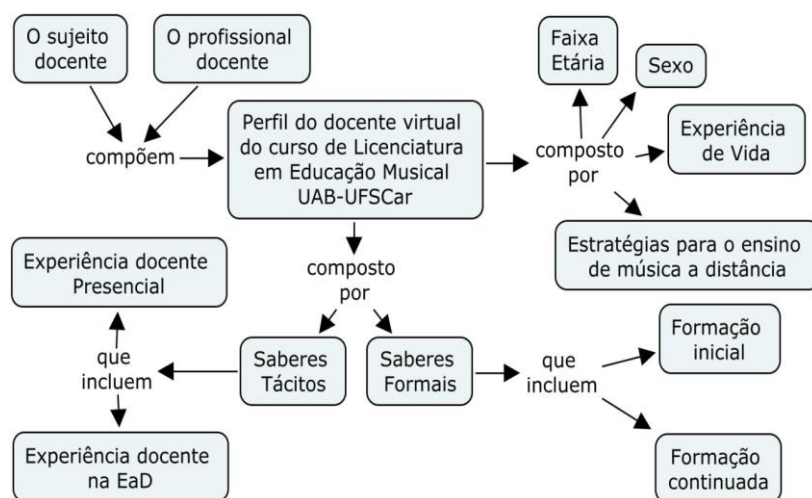 O sujeito
docente
O profissional
docente
compõem
Perfil do docente virtual
do curso de Licenciatura
em Educação Musical
UAB-UFSCar
composto
por
Faixa
Etária
Sexo
Experiência
de Vida
Estratégias para o ensino
de música a distância
composto
por
Saberes
Tácitos
Saberes
Formais
que
incluem
Experiência docente
Presencial
Experiência docente
na EaD
que
incluem
Formação
inicial
Formação
continuada